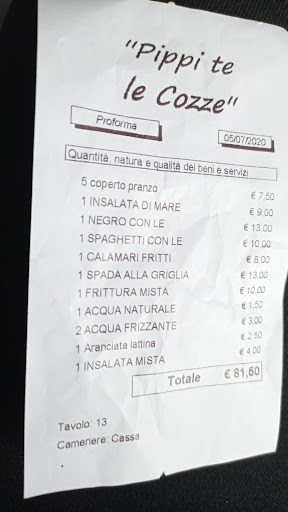 "Pippi te
le Cozze"
Proforma
05/07/2020
Quantità, natura e qualità dei beni e servizi
5 coperto pranzo € 7,50
1 INSALATA DI MARE € 9,00
1 NEGRO CON LE € 13,00
1 SPAGHETTI CON LE € 10,00
1 CALAMARI FRITTI € 8,00
1 SPADA ALLA GRIGLIA € 13,00
1 FRITTURA MISTA € 10,00
1 ACQUA NATURALE € 1,50
2 ACQUA FRIZZANTE € 3,00
1 Aranciata lattina € 2,50
1 INSALATA MISTA € 4,00
Totale € 81,50
Tavolo: 13
Cameriere: Cassa